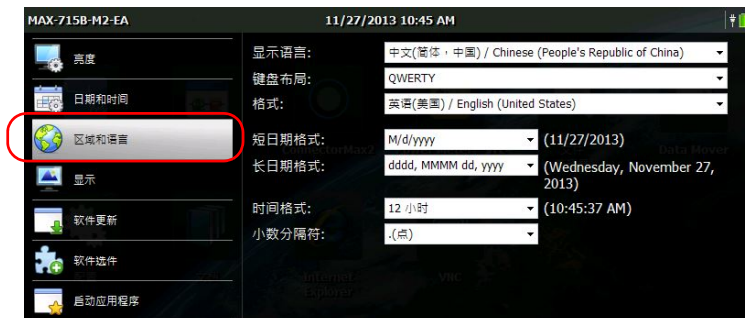 MAX-715B-M2-EA
11/27/2013 10:45 AM
亮度
日期和时间
区域和语言
显示
软件更新
软件选件
启动应用程序
显示语言:
中文(简体，中国) / Chinese (People's Republic of China)
键盘布局:
QWERTY
格式:
英语(美国) / English (United States)
短日期格式:
M/d/yyyy
(11/27/2013)
长日期格式:
dddd, MMMM dd, yyyy
(Wednesday, November 27,
2013)
时间格式:
12 小时
(10:45:37 AM)
小数分隔符:
.(点)
Data Mover
Internet
Explorer
VNC